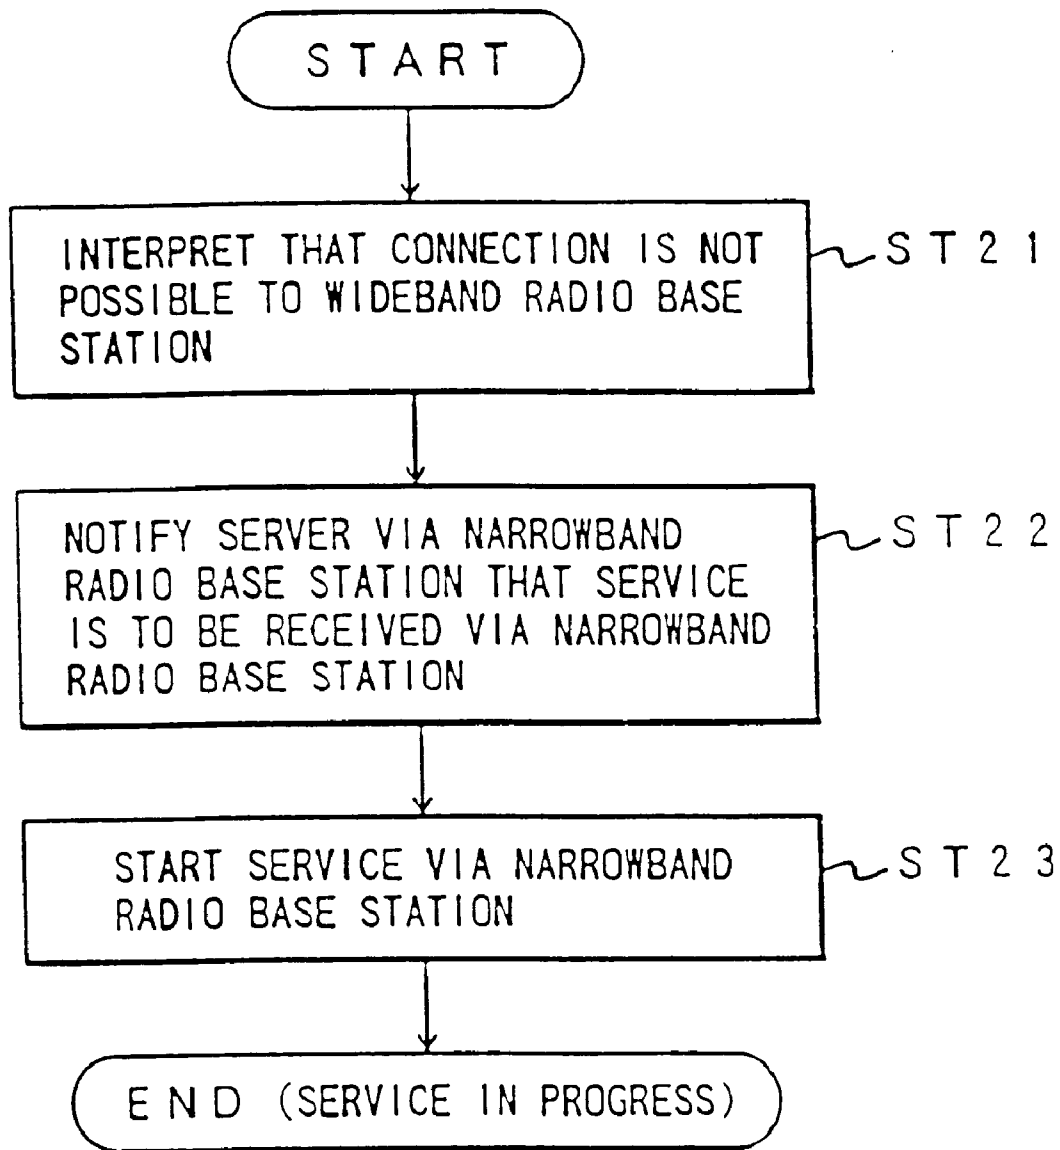 START
INTERPRET THAT CONNECTION IS NOT
POSSIBLE TO WIDEBAND RADIO BASE
STATION
ST21
NOTIFY SERVER VIA NARROWBAND
RADIO BASE STATION THAT SERVICE
IS TO BE RECEIVED VIA NARROWBAND
RADIO BASE STATION
ST22
START SERVICE VIA NARROWBAND
RADIO BASE STATION
ST23
END (SERVICE IN PROGRESS)